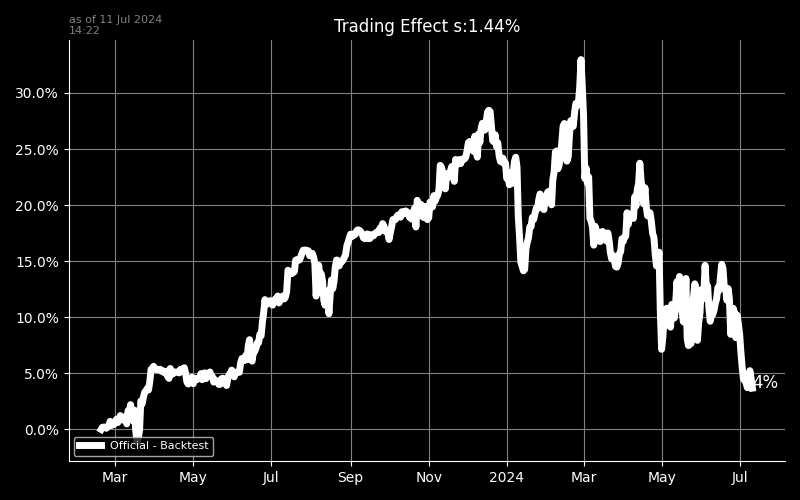 as of 11 Jul 2024
14:22
Trading Effect s:1.44%
30.0%
25.0%
20.0%
15.0%
10.0%
5.0%
0.0%
4%
Official - Backtest
Mar May Jul Sep Nov 2024 Mar May Jul